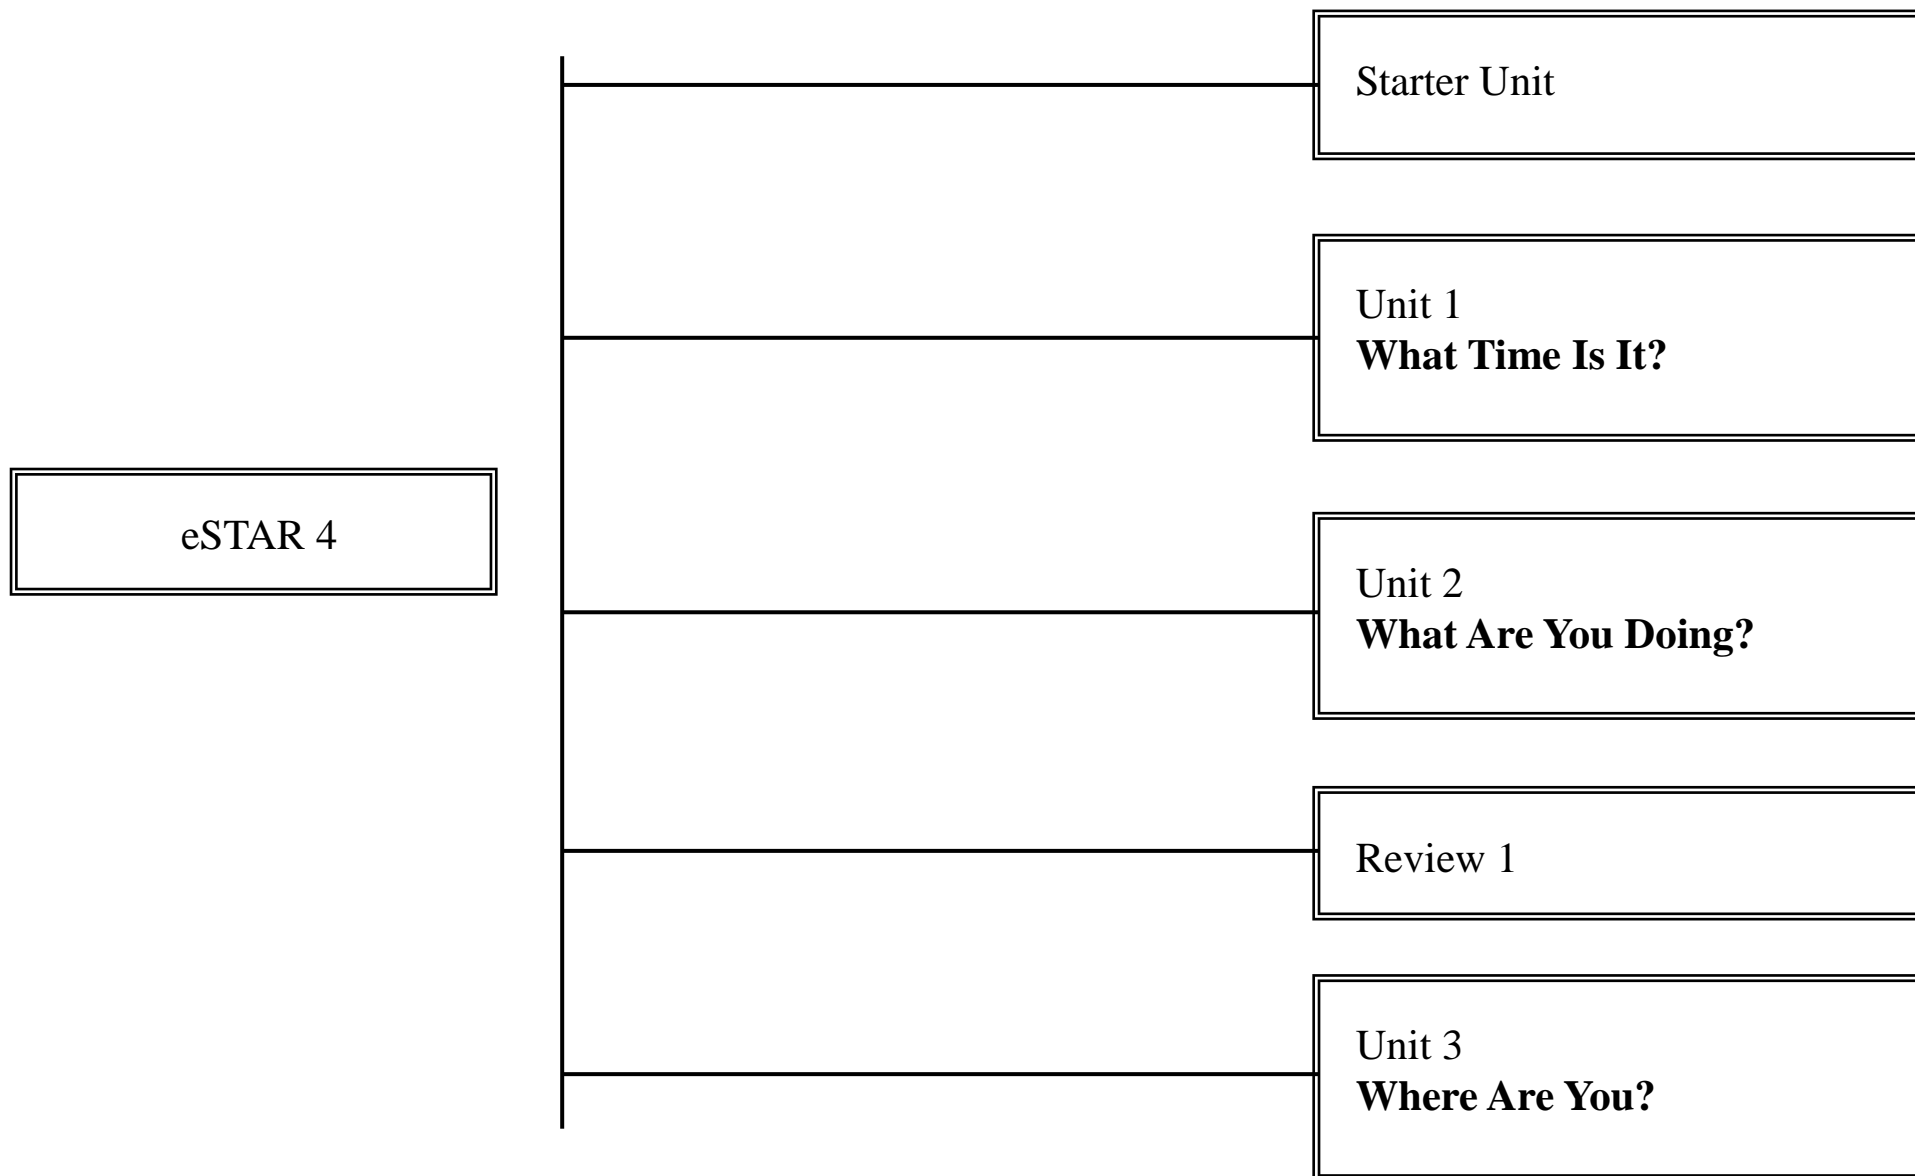 Starter Unit
Unit 1
What Time Is It?
eSTAR 4
Unit 2
What Are You Doing?
Review 1
Unit 3
Where Are You?